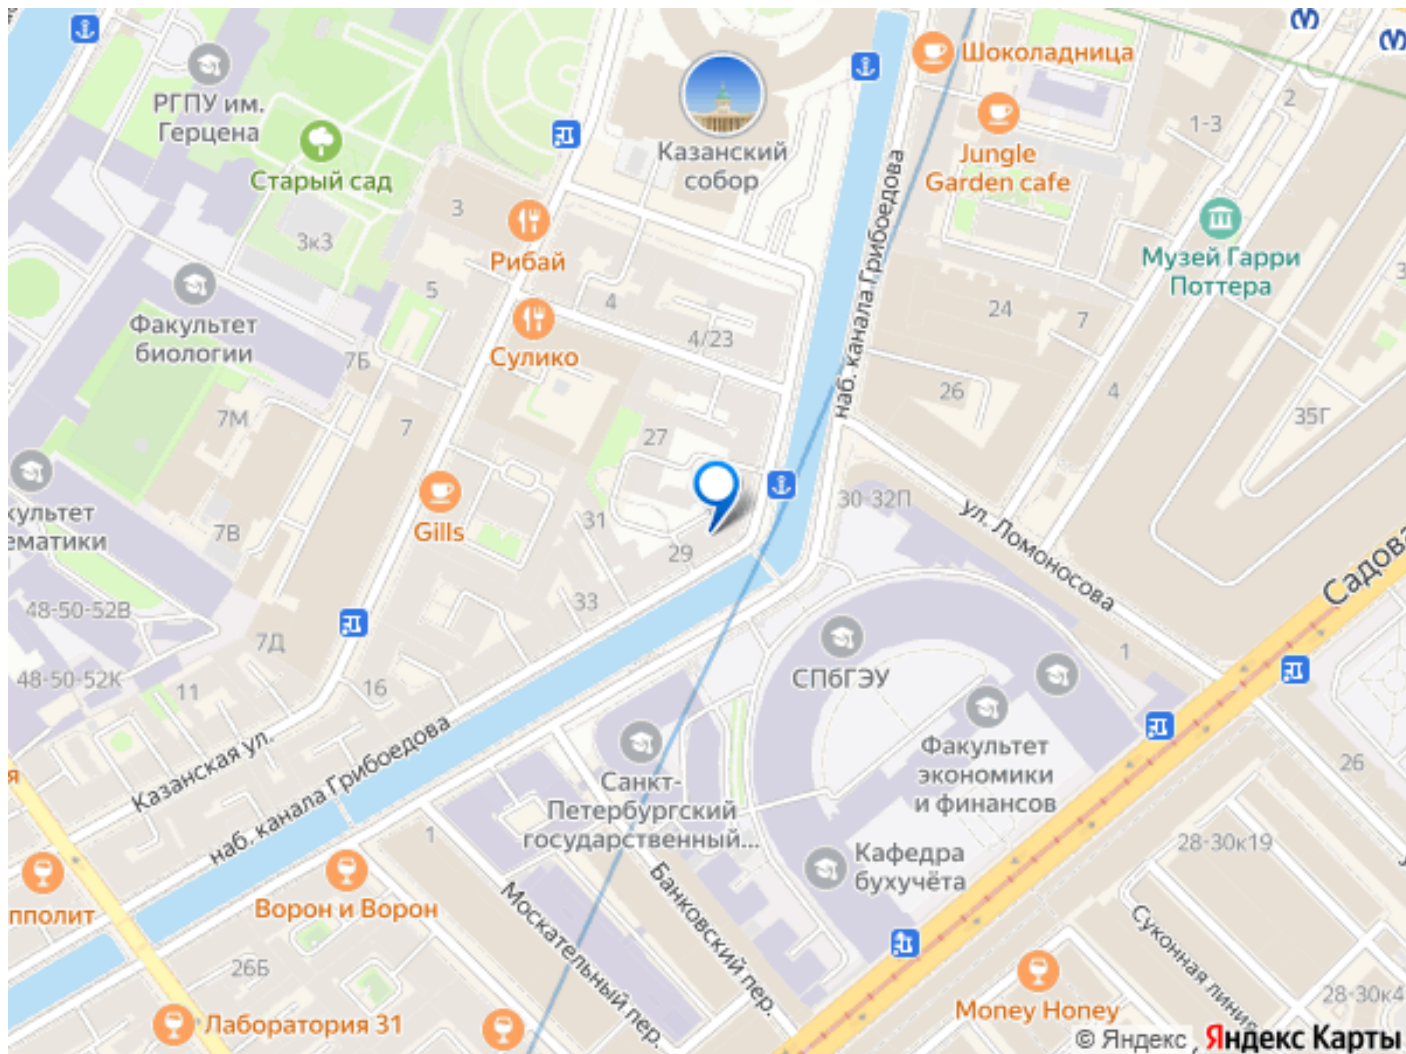 Шоколадница
РГПУ им.
Герцена
Старый сад
Казанский
собор
Jungle
Garden cafe
2
1-3
3
3к3
Рибай
наб. канала Грибоедова
Музей Гарри
Поттера
3
5
4
24
7
Факультет
биологии
7Б
Сулико
4/23
26
4
35Г
7М
7
27
Gills
31
29
30-32П
ул. Ломоносова
Садова
культет
ематики
7В
33
48-50-52В
7Д
48-50-52К
11
16
СПбГЭУ
1
Казанская ул.
наб. канала Грибоедова
Санкт-
Петербургский
государственный...
Факультет
экономики
и финансов
26
я
1
Кафедра
бухучёта
28-30к19
пполит
Ворон и Ворон
Москательный пер.
Банковский пер.
Суконная линия
26Б
Лаборатория 31
Money Honey
28-30к4
© Яндекс , Яндекс Карты